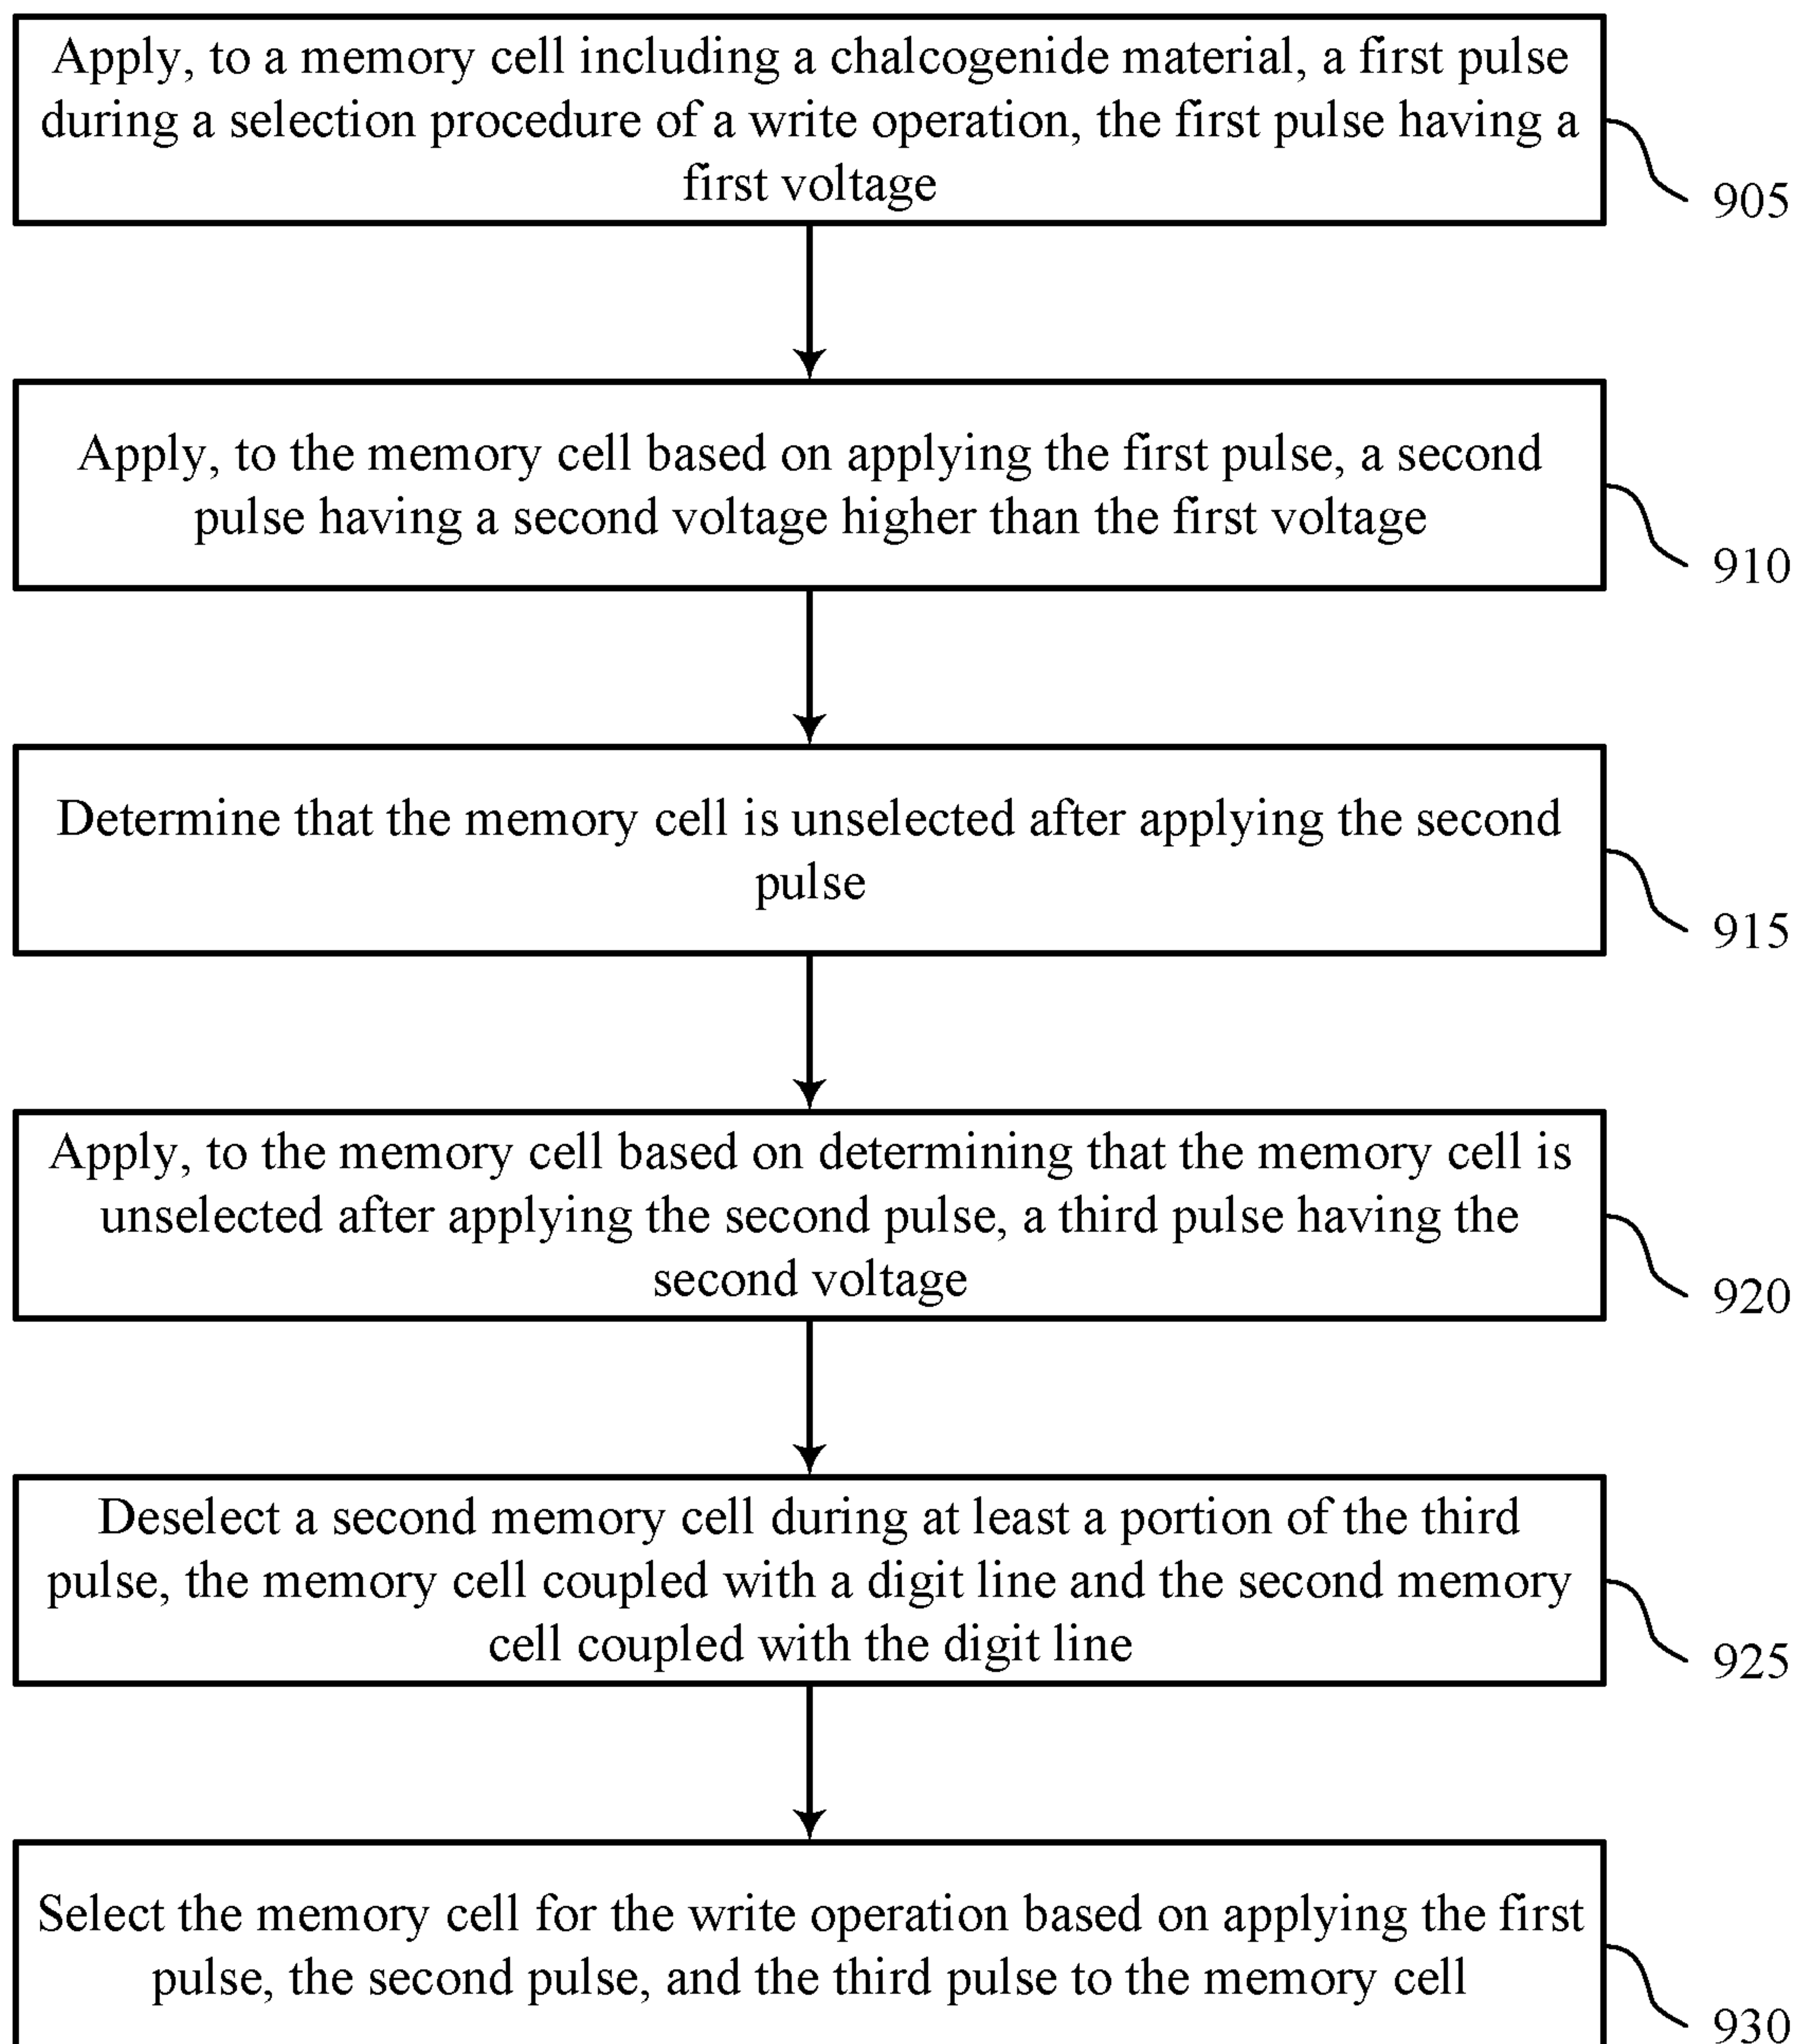 Apply, to a memory cell including a chalcogenide material, a first pulse
during a selection procedure of a write operation, the first pulse having a
first voltage
905
Apply, to the memory cell based on applying the first pulse, a second
pulse having a second voltage higher than the first voltage
910
Determine that the memory cell is unselected after applying the second
pulse
915
Apply, to the memory cell based on determining that the memory cell is
unselected after applying the second pulse, a third pulse having the
second voltage
920
Deselect a second memory cell during at least a portion of the third
pulse, the memory cell coupled with a digit line and the second memory
cell coupled with the digit line
925
Select the memory cell for the write operation based on applying the first
pulse, the second pulse, and the third pulse to the memory cell
930